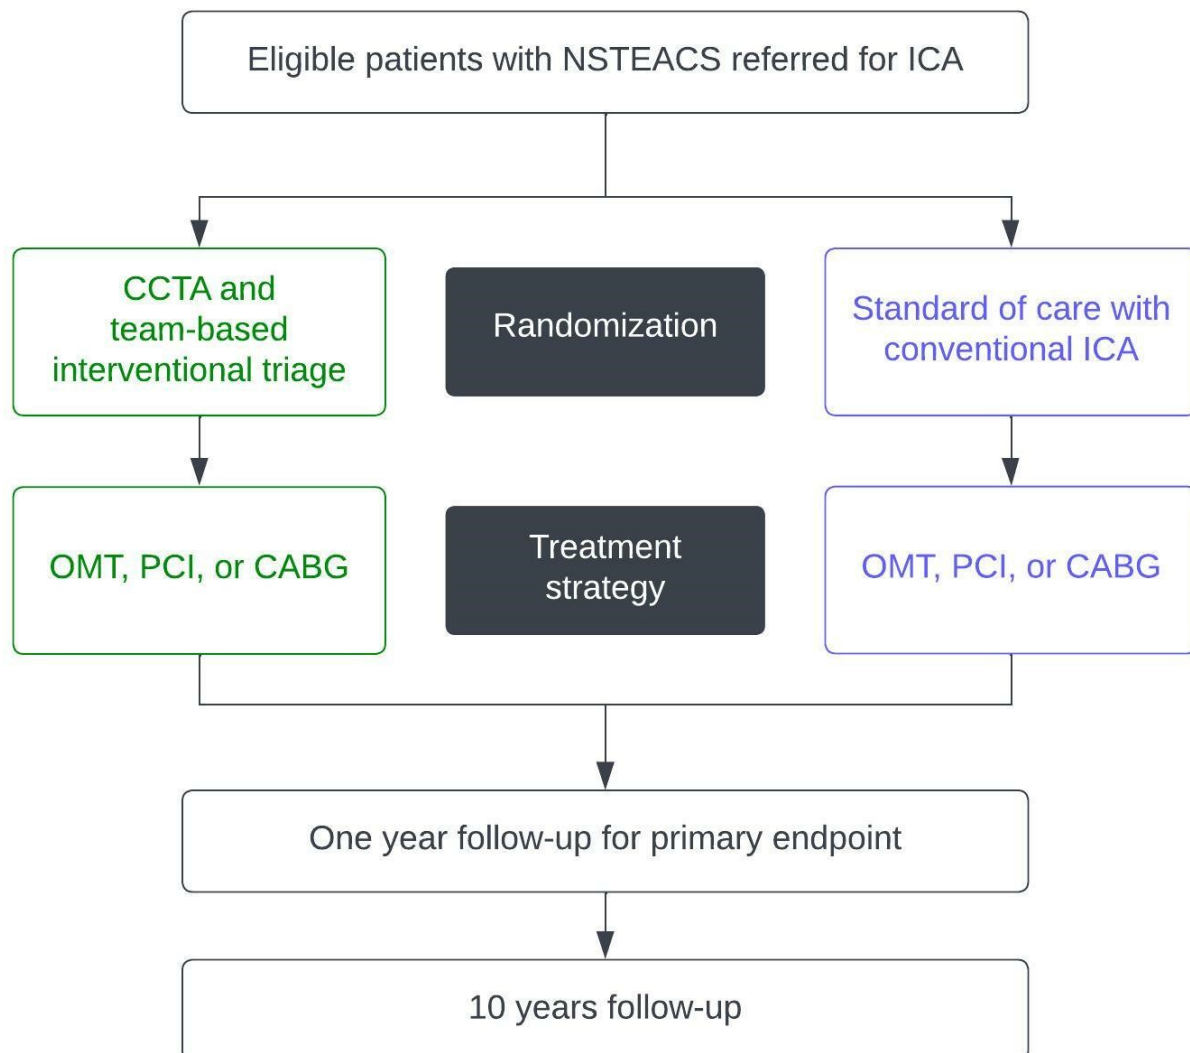 Eligible patients with NSTEACS referred for ICA
CCTA and
team-based
interventional triage
Randomization
Standard of care with
conventional ICA
OMT, PCI, or CABG
Treatment
strategy
OMT, PCI, or CABG
One year follow-up for primary endpoint
10 years follow-up